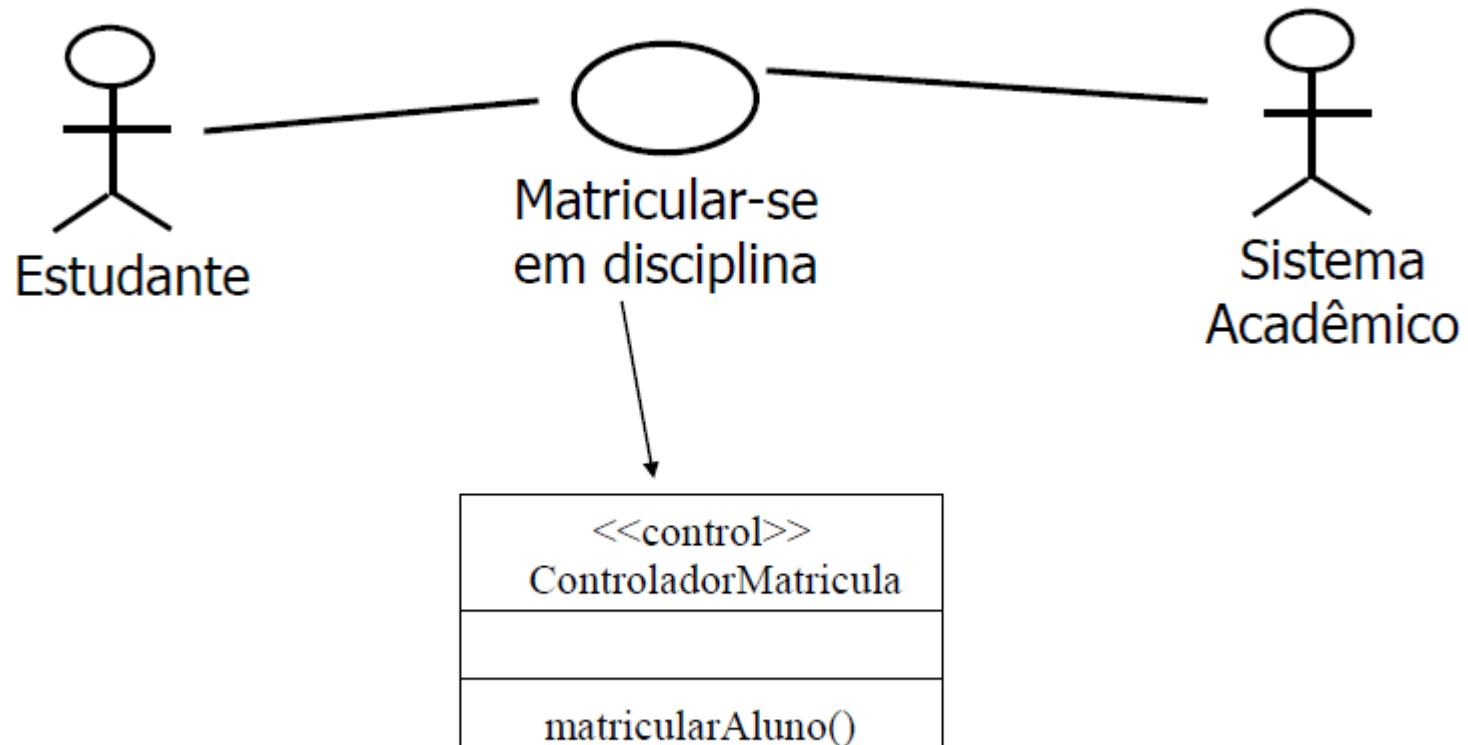 Estudante
Matricular-se
em disciplina
Sistema
Acadêmico
<<control>>
ControladorMatricula
matricularAluno()